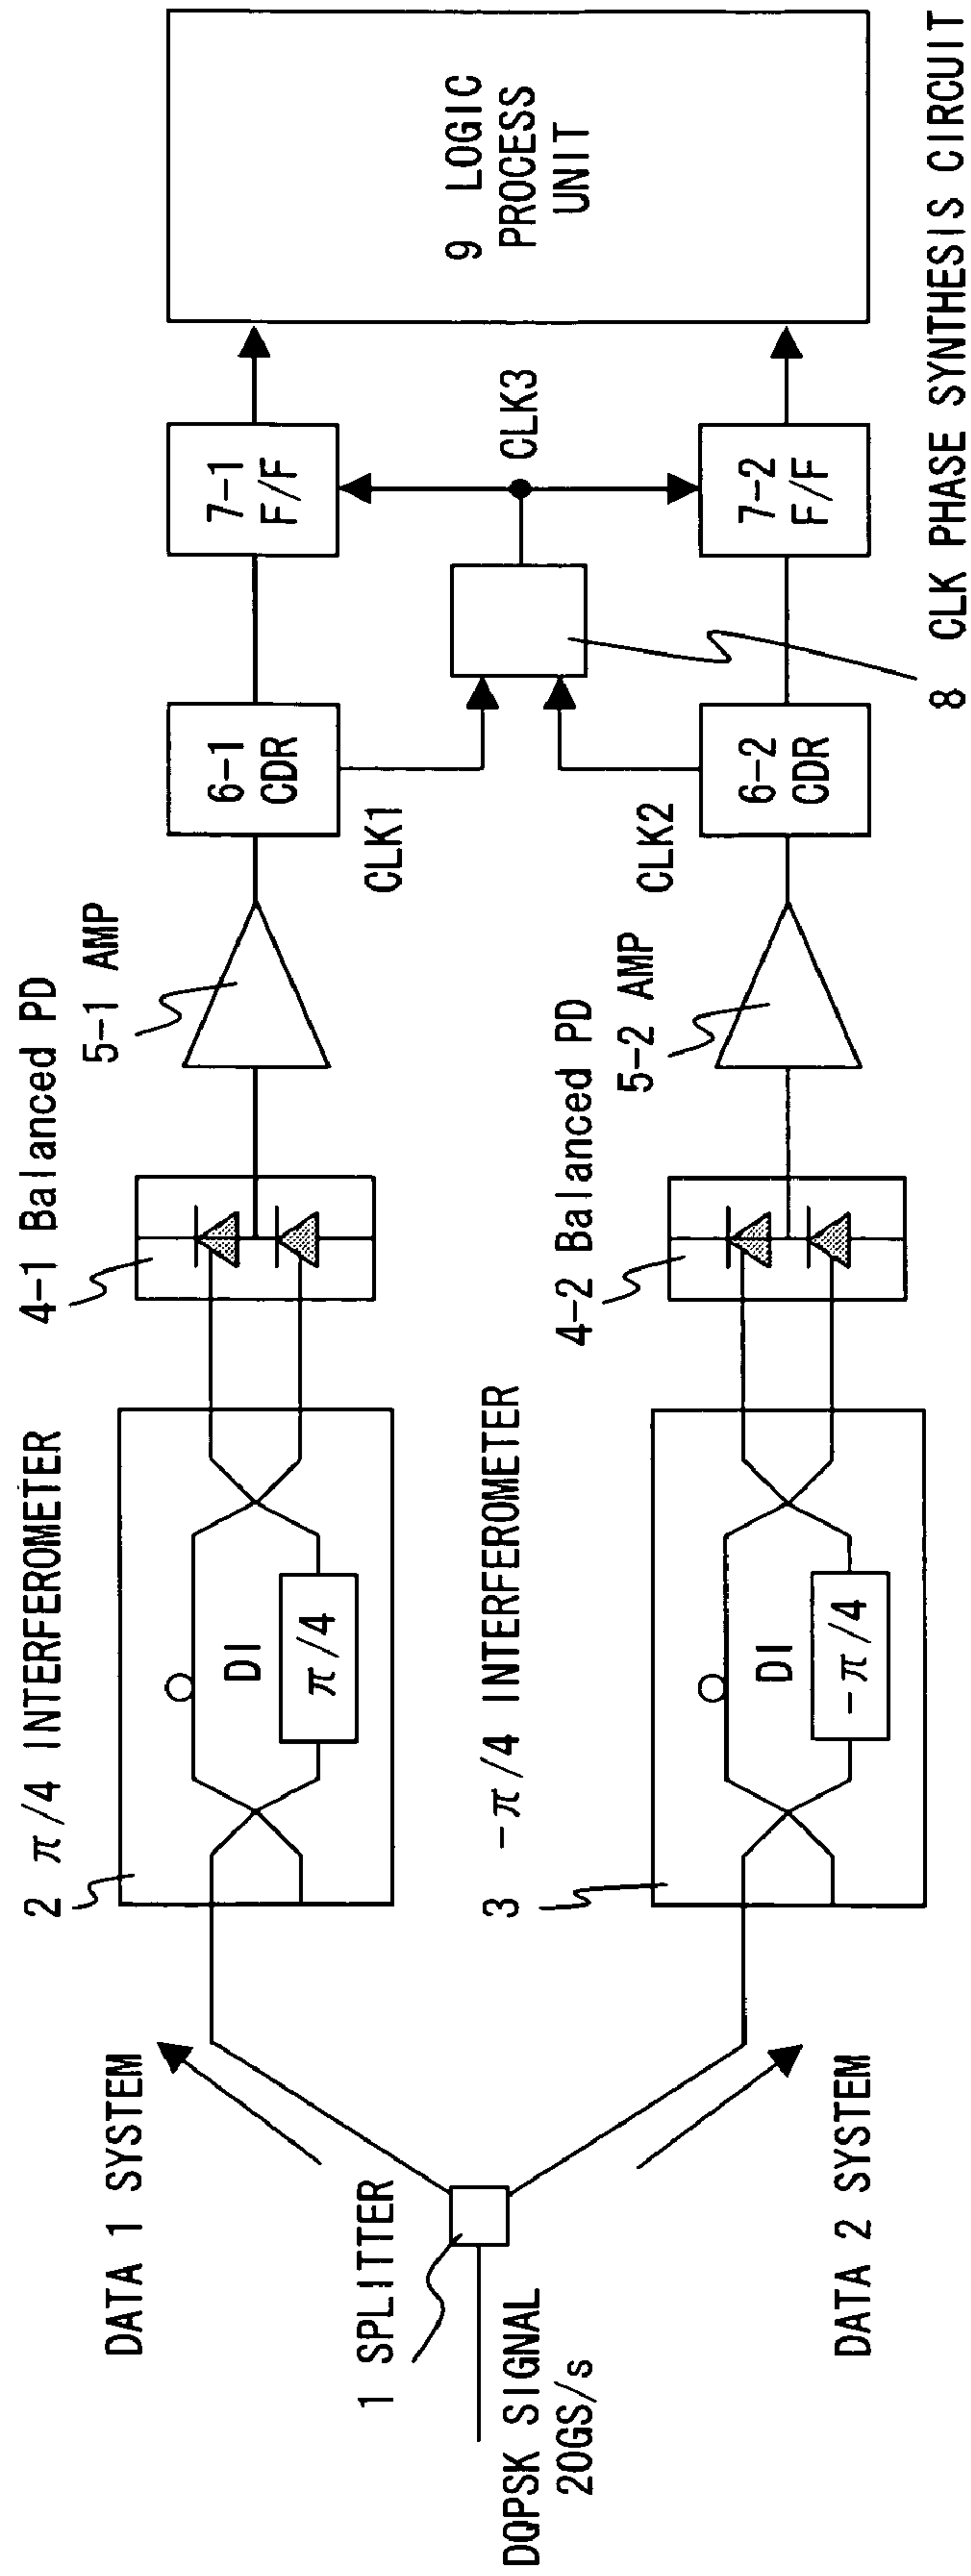 DQPSK SIGNAL
20GS/s
1 SPLITTER
DATA 1 SYSTEM
DATA 2 SYSTEM
2 π/4 INTERFEROMETER
DI
π/4
3 -π/4 INTERFEROMETER
DI
-π/4
4-1 Balanced PD
4-2 Balanced PD
5-1 AMP
5-2 AMP
6-1
CDR
CLK1
6-2
CDR
CLK2
7-1
F/F
CLK3
7-2
F/F
8 CLK PHASE SYNTHESIS CIRCUIT
9 LOGIC
PROCESS
UNIT